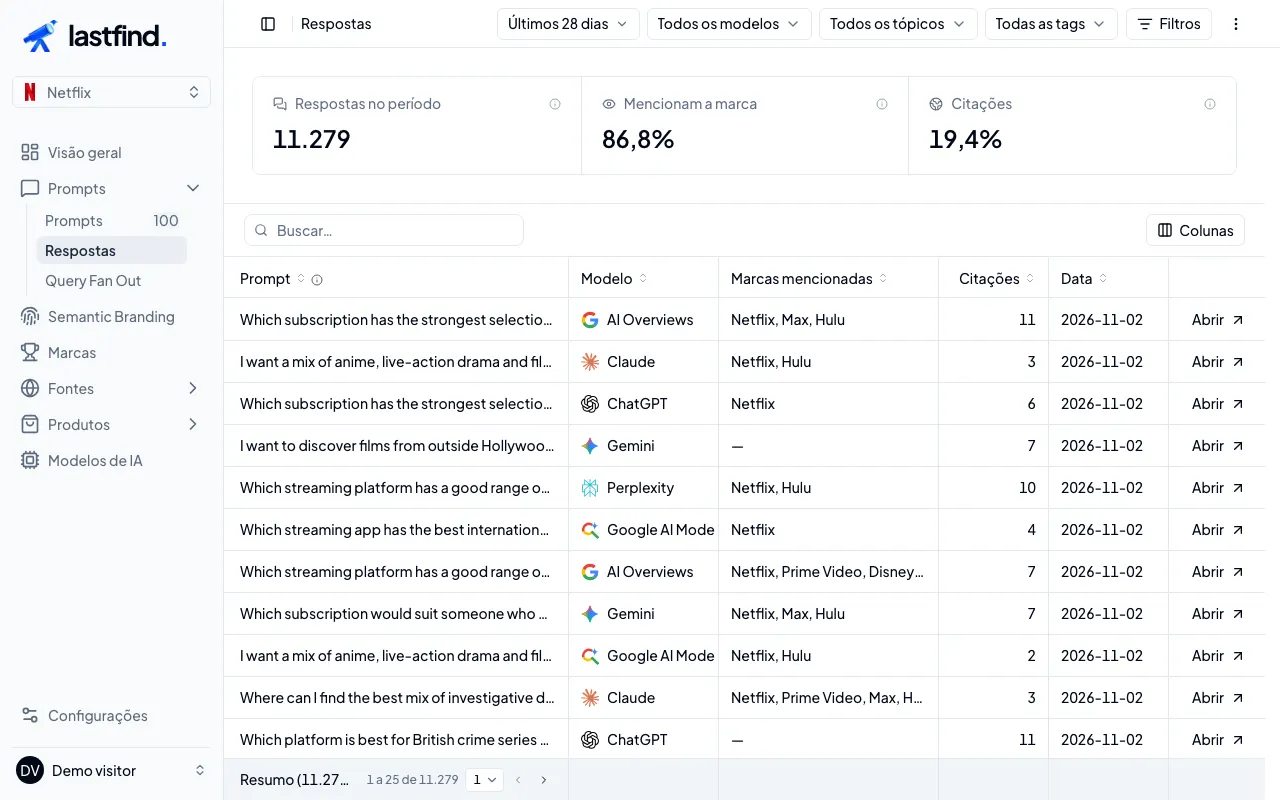 lastfind.
Netflix
Visão geral
Prompts
Prompts 100
Respostas
Query Fan Out
Semantic Branding
Marcas
Fontes
Produtos
Modelos de IA
Configurações
DV Demo visitor
Respostas
Últimos 28 dias
Todos os modelos
Todos os tópicos
Todas as tags
Filtros
Respostas no período
11.279
Mencionam a marca
86,8%
Citações
19,4%
Buscar…
Colunas
Prompt Modelo Marcas mencionadas Citações Data
Which subscription has the strongest selectio… AI Overviews Netflix, Max, Hulu 11 2026-11-02 Abrir
I want a mix of anime, live-action drama and fil… Claude Netflix, Hulu 3 2026-11-02 Abrir
Which subscription has the strongest selectio… ChatGPT Netflix 6 2026-11-02 Abrir
I want to discover films from outside Hollywoo… Gemini — 7 2026-11-02 Abrir
Which streaming platform has a good range o… Perplexity Netflix, Hulu 10 2026-11-02 Abrir
Which streaming app has the best internation… Google AI Mode Netflix 4 2026-11-02 Abrir
Which streaming platform has a good range o… AI Overviews Netflix, Prime Video, Disney… 7 2026-11-02 Abrir
Which subscription would suit someone who … Gemini Netflix, Max, Hulu 7 2026-11-02 Abrir
I want a mix of anime, live-action drama and fil… Google AI Mode Netflix, Hulu 2 2026-11-02 Abrir
Where can I find the best mix of investigative d… Claude Netflix, Prime Video, Max, H… 3 2026-11-02 Abrir
Which platform is best for British crime series … ChatGPT — 11 2026-11-02 Abrir
Resumo (11.27… 1 a 25 de 11.279 1